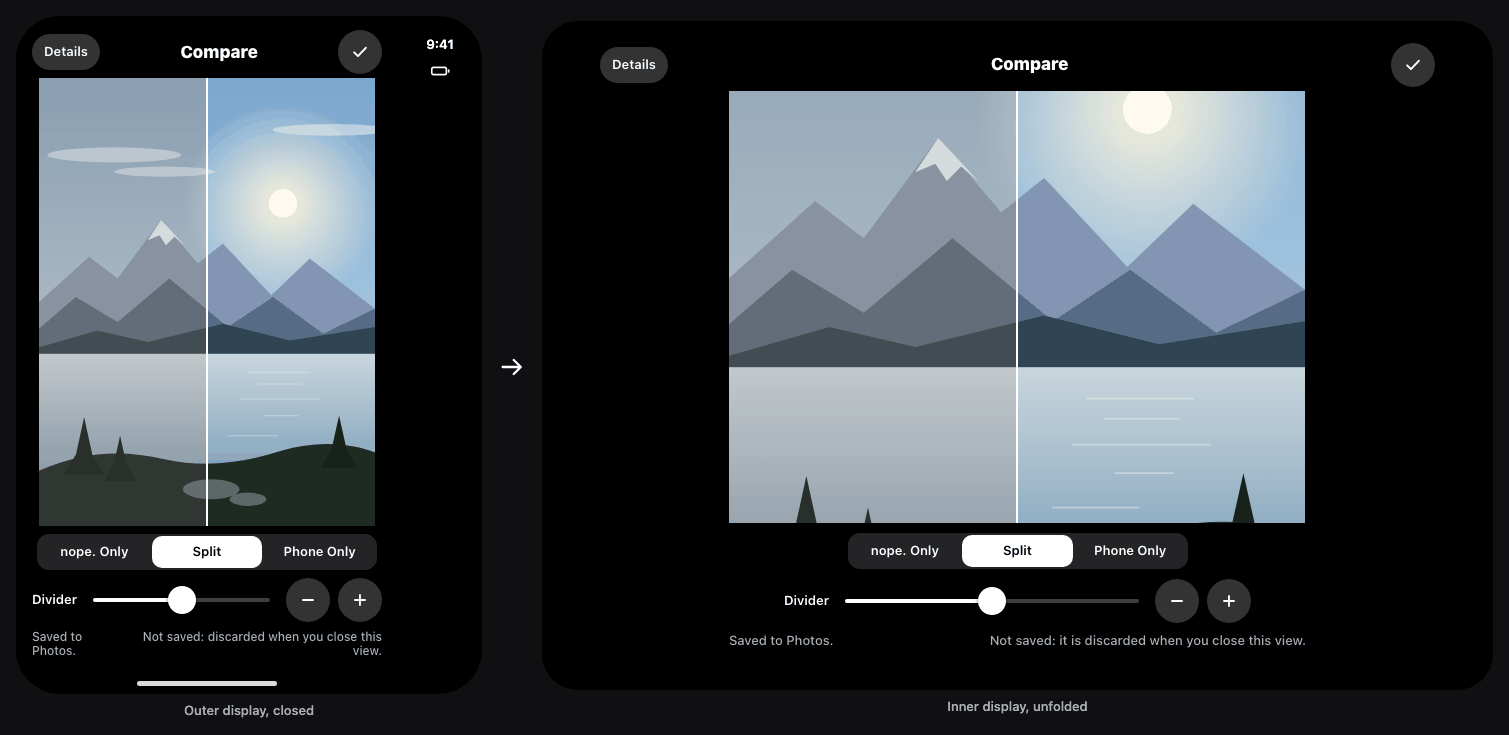 Details
Compare
9:41
nope. Only
Split
Phone Only
Divider
Saved to
Photos.
Not saved: discarded when you close this
view.
Outer display, closed
Details
Compare
nope. Only
Split
Phone Only
Divider
Saved to Photos.
Not saved: it is discarded when you close this view.
Inner display, unfolded